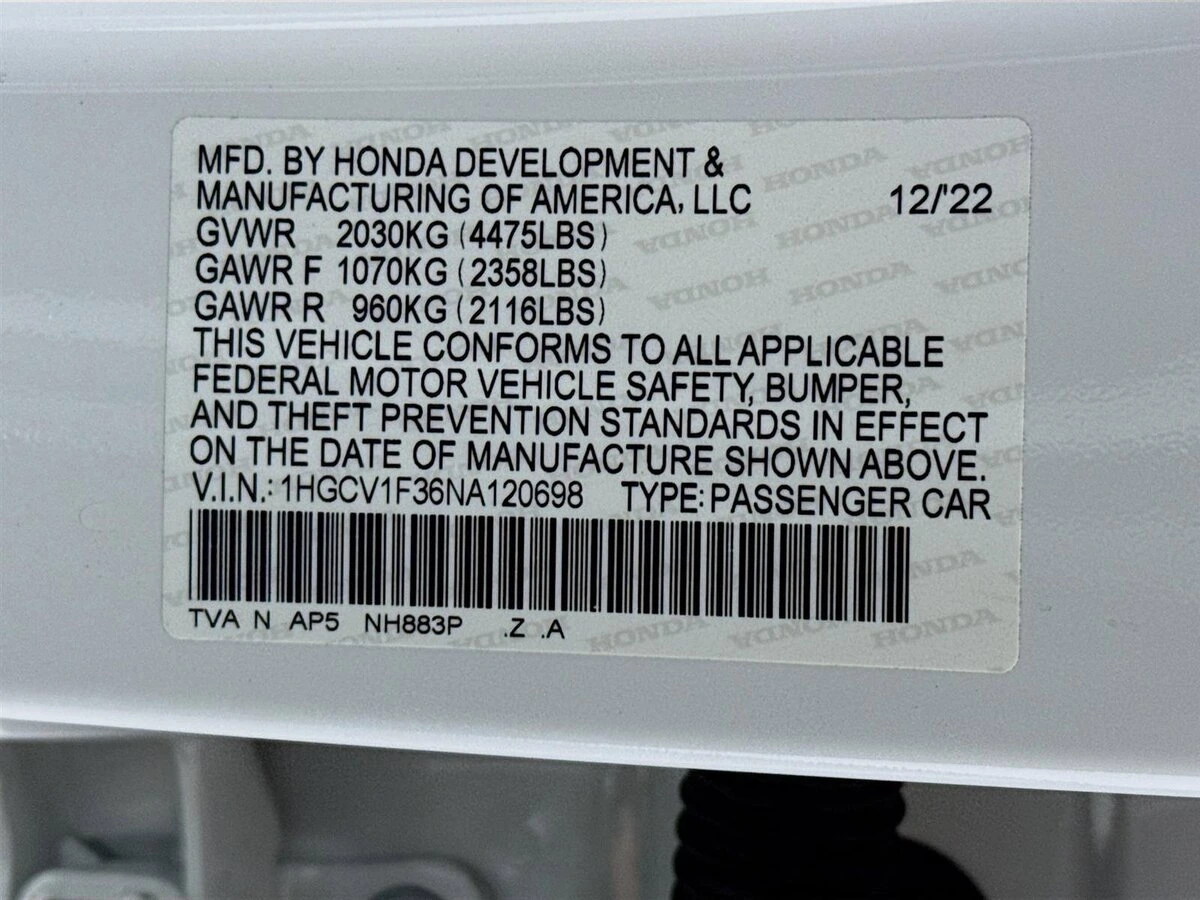 MFD. BY HONDA DEVELOPMENT &
MANUFACTURING OF AMERICA, LLC 12/'22
GVWR 2030KG (4475LBS)
GAWR F 1070KG (2358LBS)
GAWR R 960KG (2116LBS)
THIS VEHICLE CONFORMS TO ALL APPLICABLE
FEDERAL MOTOR VEHICLE SAFETY, BUMPER,
AND THEFT PREVENTION STANDARDS IN EFFECT
ON THE DATE OF MANUFACTURE SHOWN ABOVE.
V.I.N.: 1HGCV1F36NA120698 TYPE: PASSENGER CAR
TVA N AP5 NH883P .Z .A